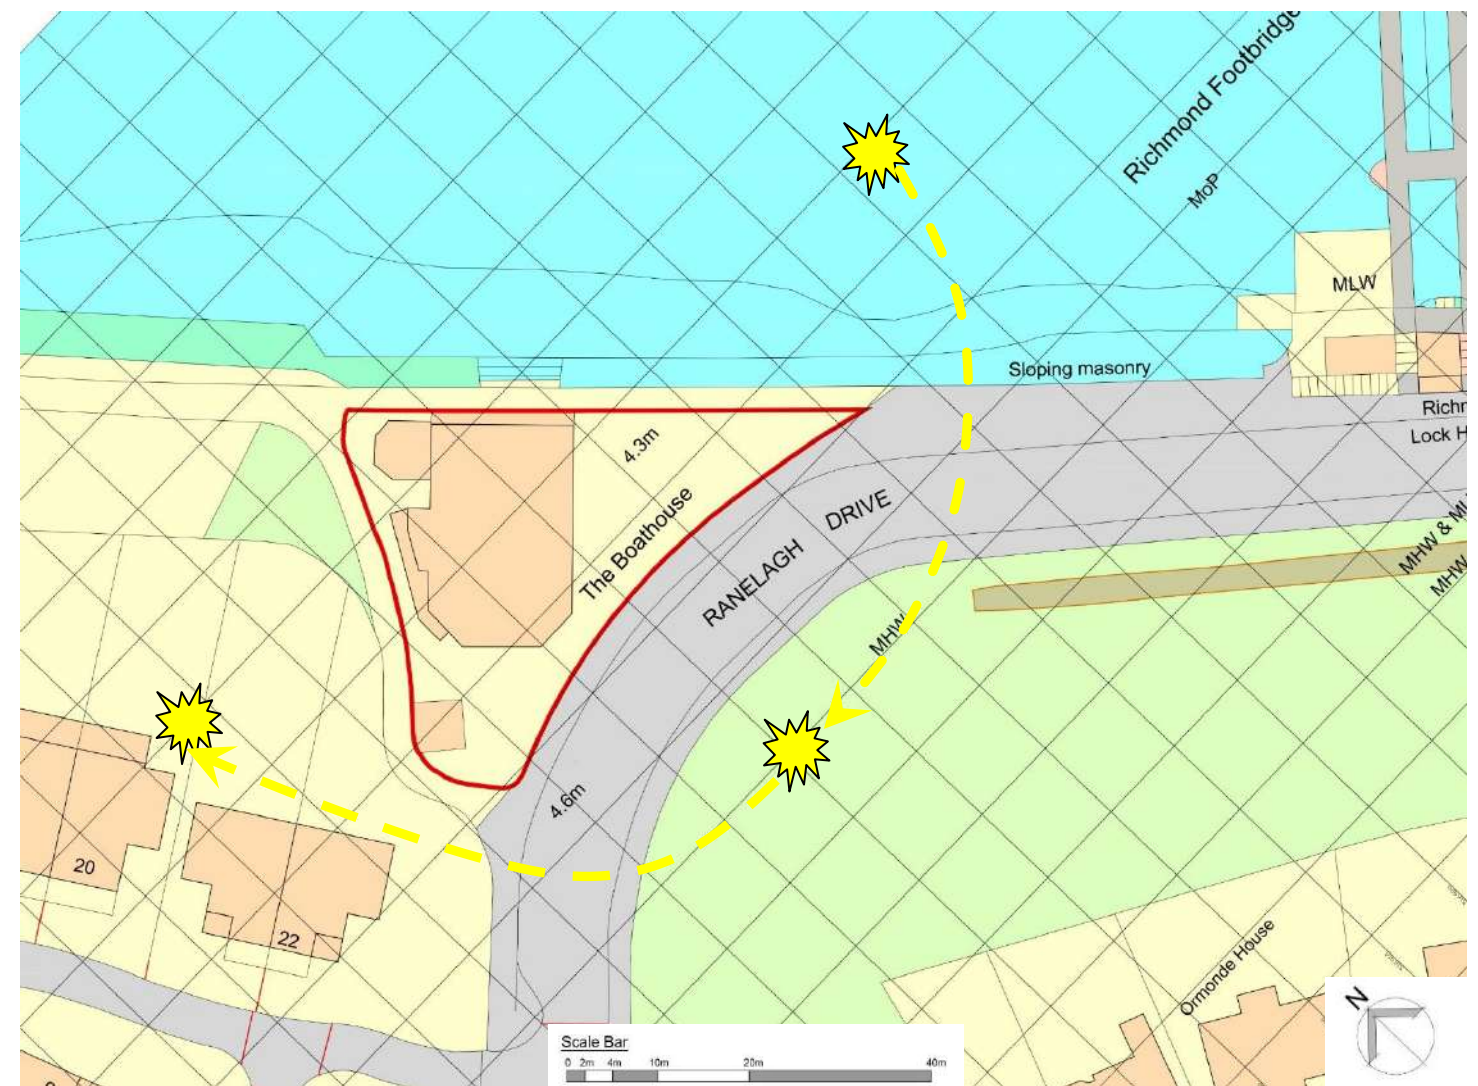 Richmond Footbridge
MoP
MLW
Sloping masonry
Richr
Lock H
4.3m
The Boathouse
RANELAGH DRIVE
MHW & ML
MHW
MHW
4.6m
20
22
Ormonde House
N
Scale Bar
0 2m 4m 10m 20m 40m